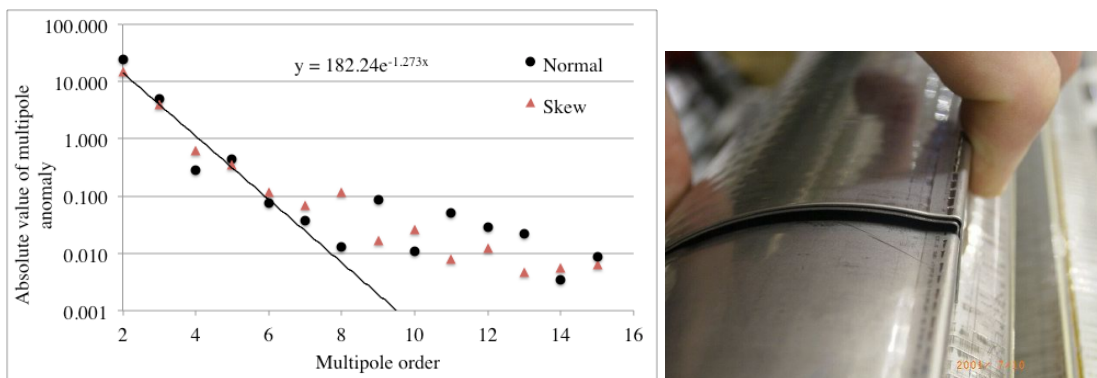 100.000
10.000
1.000
0.100
0.010
0.001
Absolute value of multipole
anomaly
y = 182.24e-1.273x
Normal
Skew
2 4 6 8 10 12 14 16
Multipole order